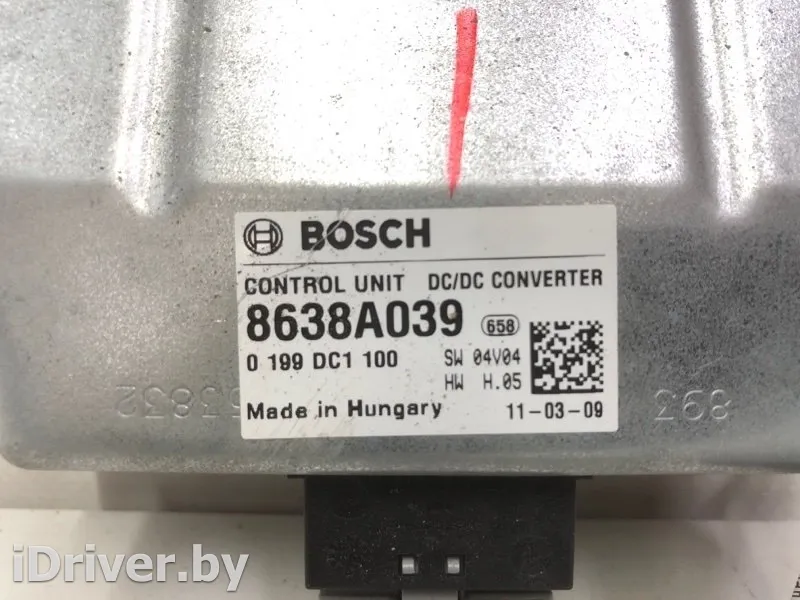 BOSCH
CONTROL UNIT DC/DC CONVERTER
8638A039 658
0 199 DC1 100 SW 04V04
HW H.05
Made in Hungary 11-03-09
893
iDriver.by